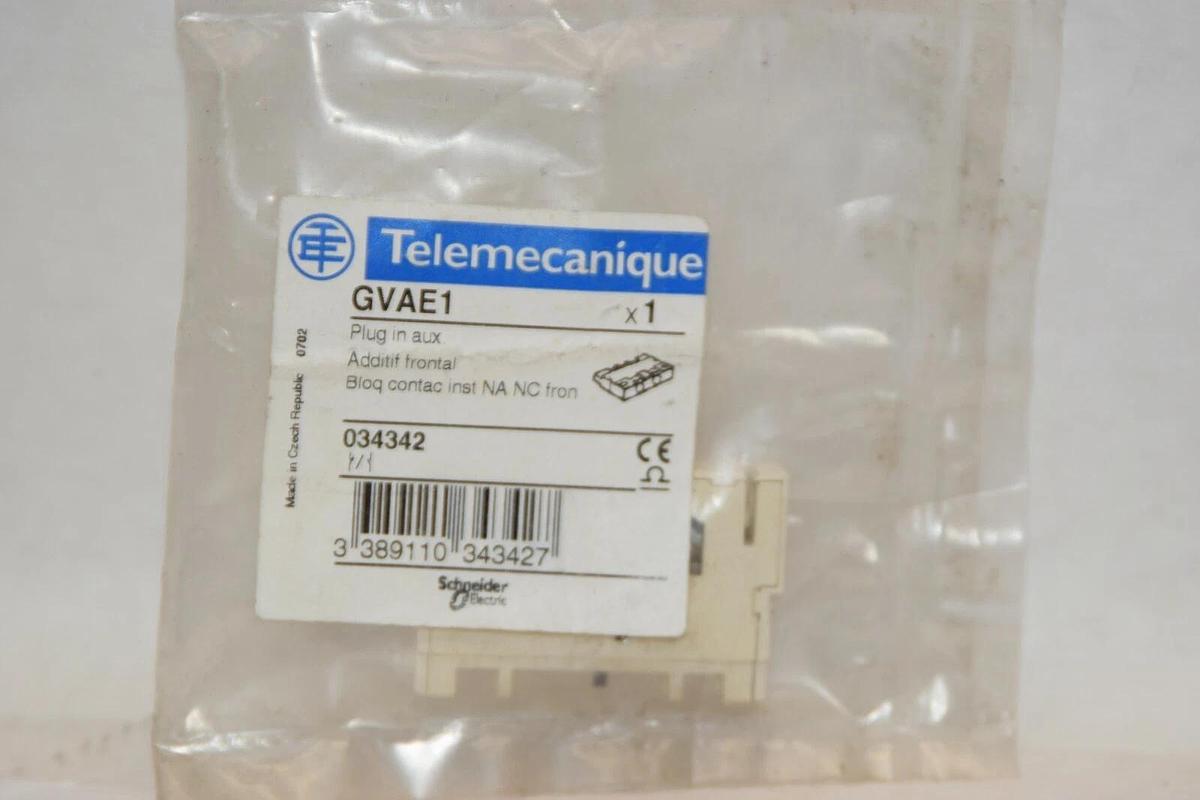 Telemecanique
GVAE1 x 1
Plug in aux.
Additif frontal
Bloq contac inst NA NC fron
034342
CE
Ω
3 389110 343427
Schneider
Electric
Made in Czech Republic 0702